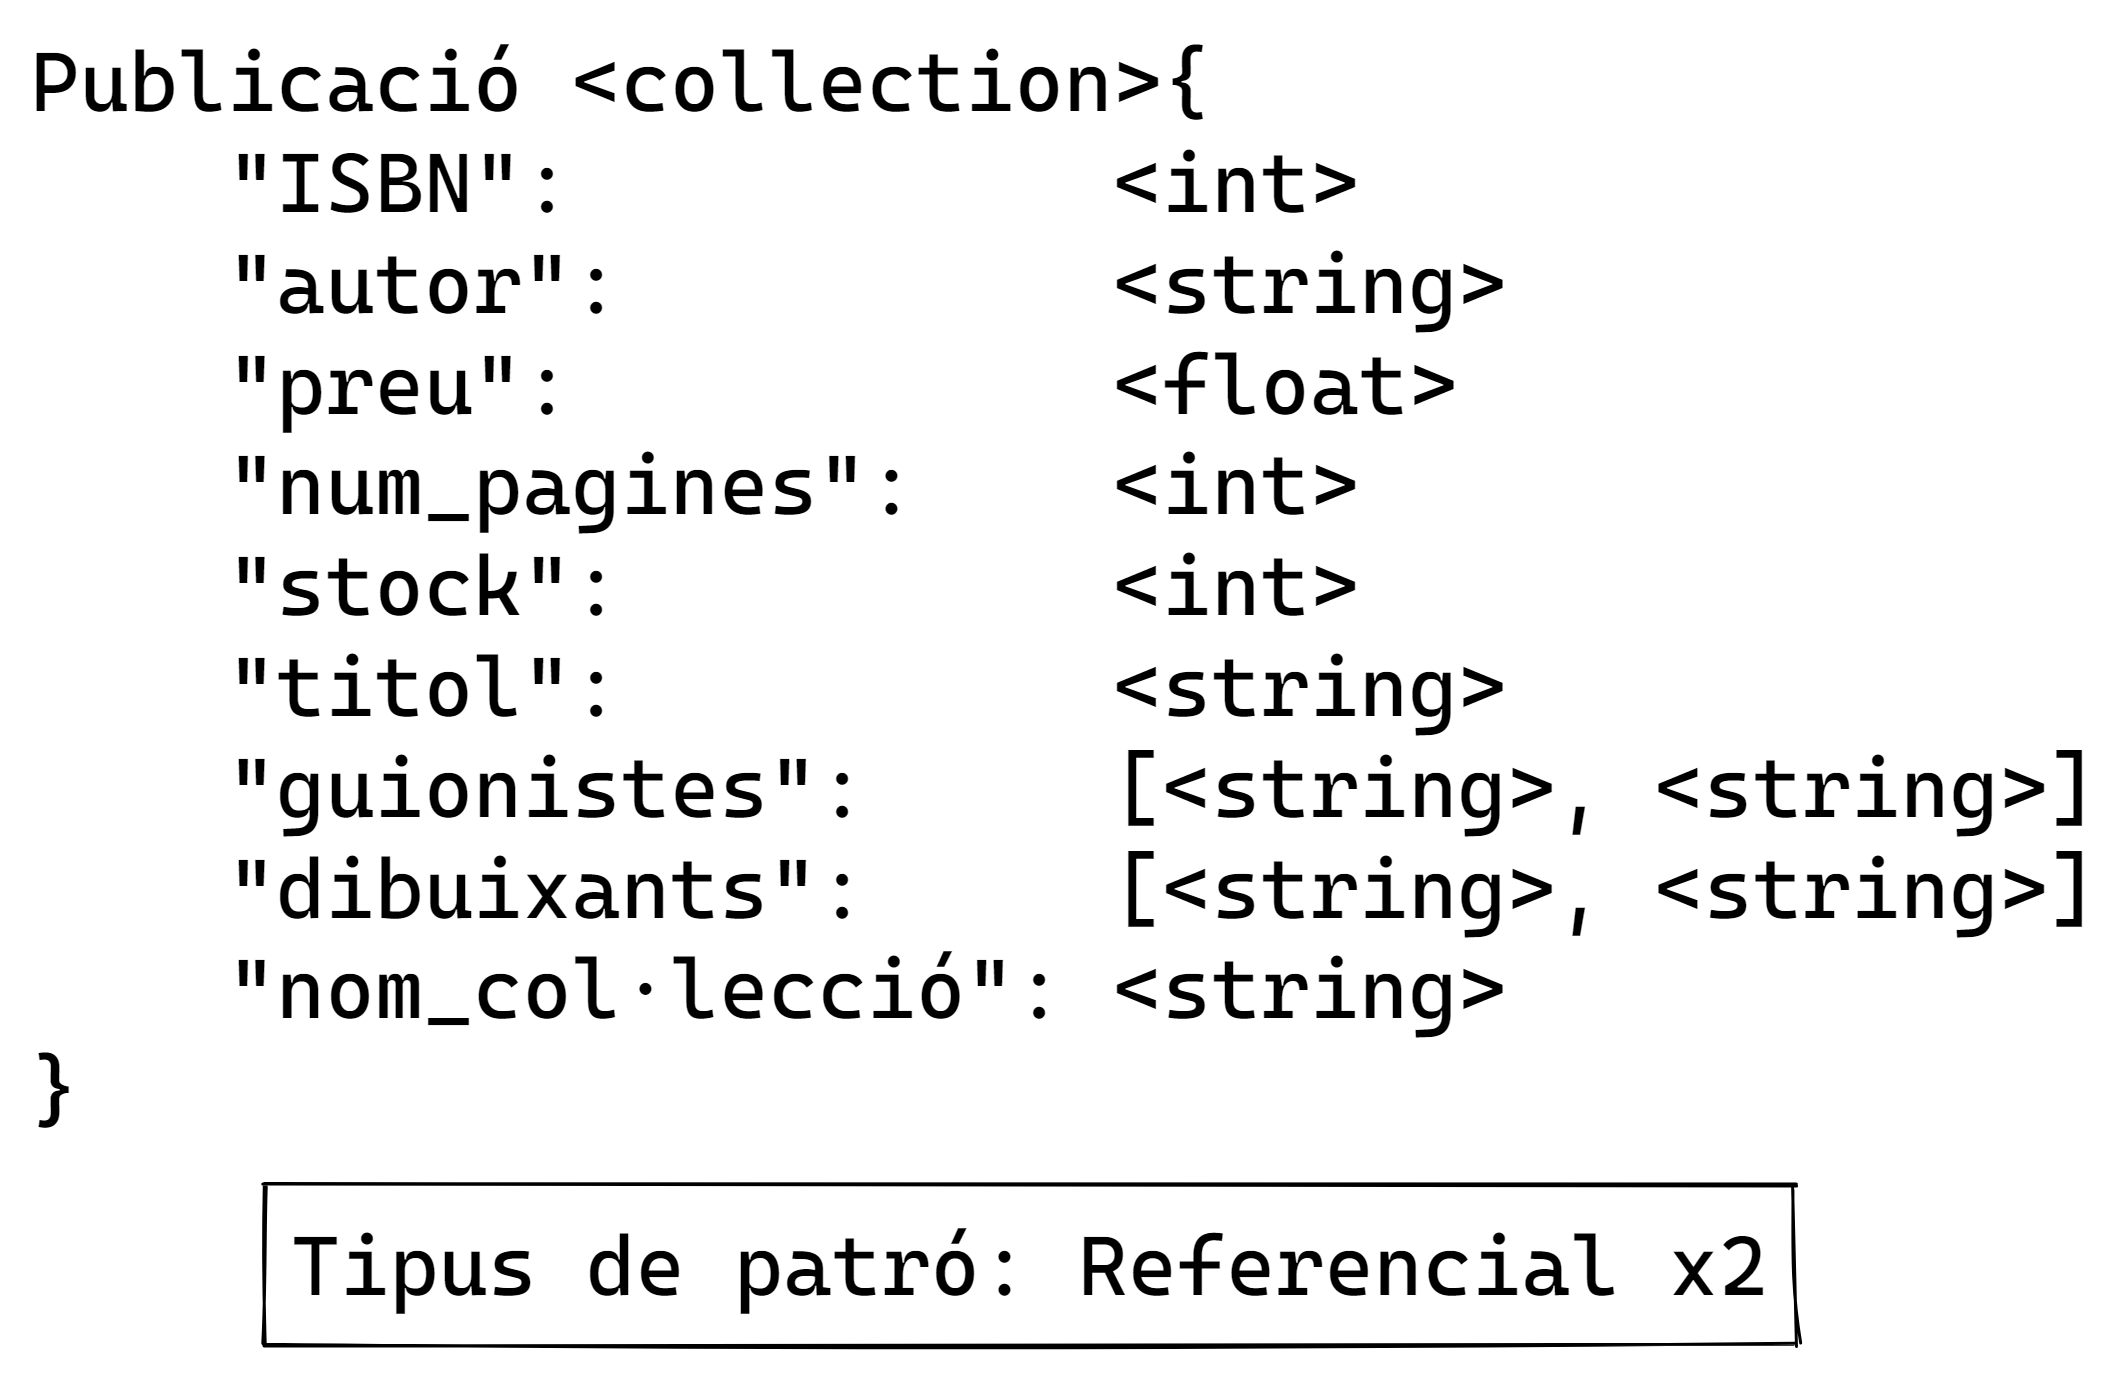 Publicació <collection>{
"ISBN": <int>
"autor": <string>
"preu": <float>
"num_pagines": <int>
"stock": <int>
"titol": <string>
"guionistes": [<string>, <string>]
"dibuixants": [<string>, <string>]
"nom_col·lecció": <string>
}
Tipus de patró: Referencial x2